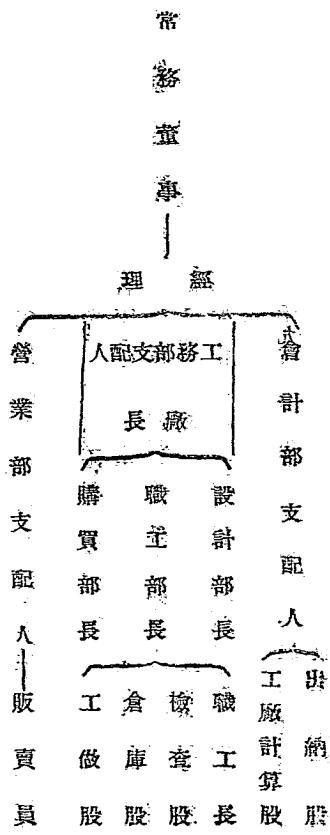 常務董事
經理
會計部支配人
工務部支配人
廠長
營業部支配人
設計部長
職工部長
購買部長
出納股
工廠計算股
職工長
檢查股
倉庫股
工做股
販賣員